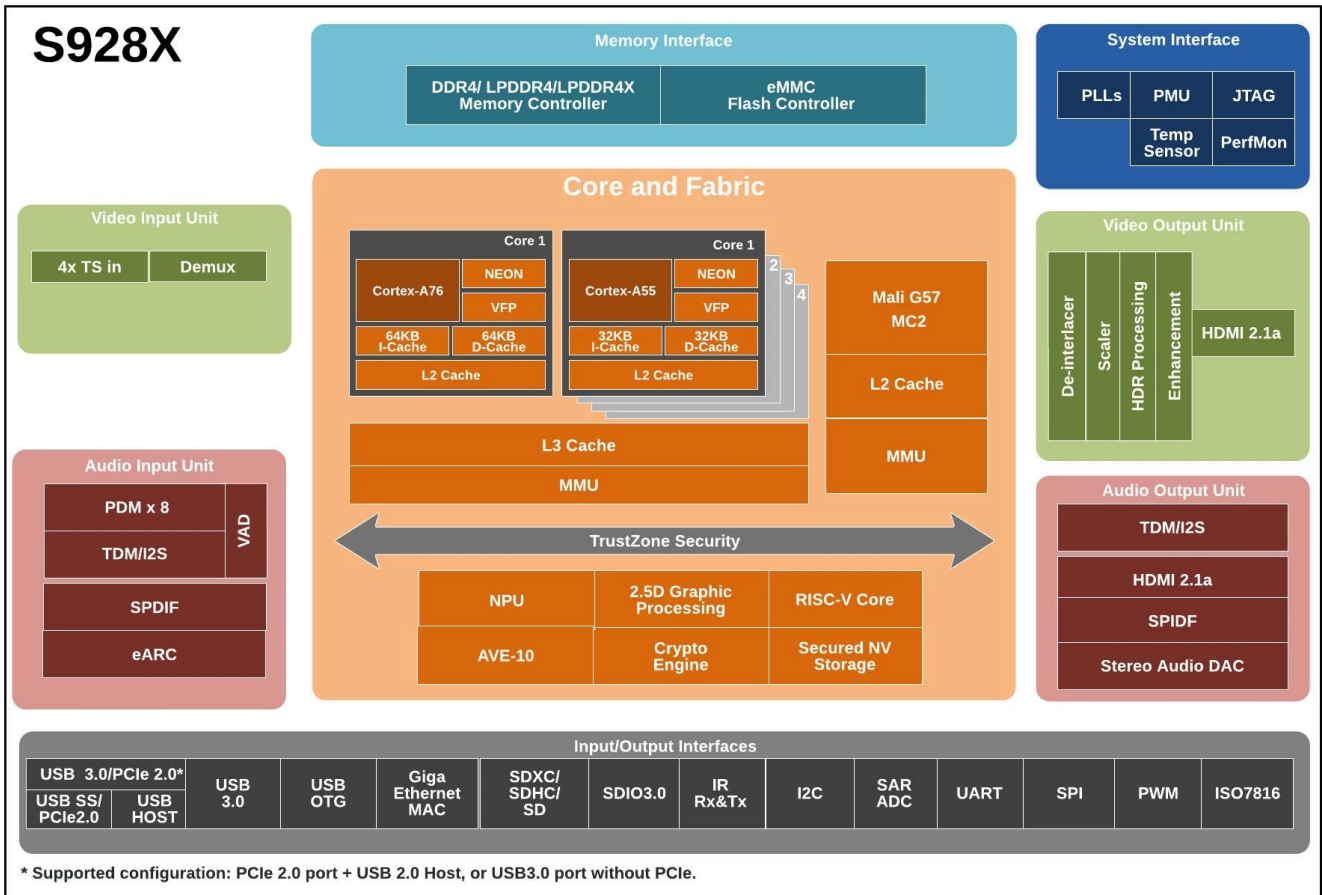 S928X
Memory Interface
DDR4/ LPDDR4/LPDDR4X
Memory Controller
eMMC
Flash Controller
System Interface
PLLs
PMU
JTAG
Temp
Sensor
PerfMon
Video Input Unit
4x TS in
Demux
Core and Fabric
Core 1
Cortex-A76
NEON
VFP
64KB
I-Cache
64KB
D-Cache
L2 Cache
Core 1
Cortex-A55
NEON
VFP
32KB
I-Cache
32KB
D-Cache
L2 Cache
2
3
4
L3 Cache
MMU
Mali G57
MC2
L2 Cache
MMU
TrustZone Security
NPU
2.5D Graphic
Processing
RISC-V Core
AVE-10
Crypto
Engine
Secured NV
Storage
Video Output Unit
De-interlacer
Scaler
HDR Processing
Enhancement
HDMI 2.1a
Audio Input Unit
PDM x 8
TDM/I2S
VAD
SPDIF
eARC
Audio Output Unit
TDM/I2S
HDMI 2.1a
SPIDF
Stereo Audio DAC
Input/Output Interfaces
USB 3.0/PCIe 2.0*
USB SS/
PCIe2.0
USB
HOST
USB
3.0
USB
OTG
Giga
Ethernet
MAC
SDXC/
SDHC/
SD
SDIO3.0
IR
Rx&Tx
I2C
SAR
ADC
UART
SPI
PWM
ISO7816
* Supported configuration: PCIe 2.0 port + USB 2.0 Host, or USB3.0 port without PCIe.